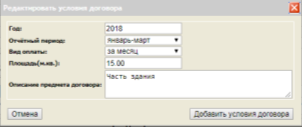 Редактировать условия договора
Год: 2018
Отчётный период: январь-март
Вид оплаты: за месяц
Площадь(м.кв.): 15.00
Описание предмета договора: Часть здания
Отмена Добавить условия договора